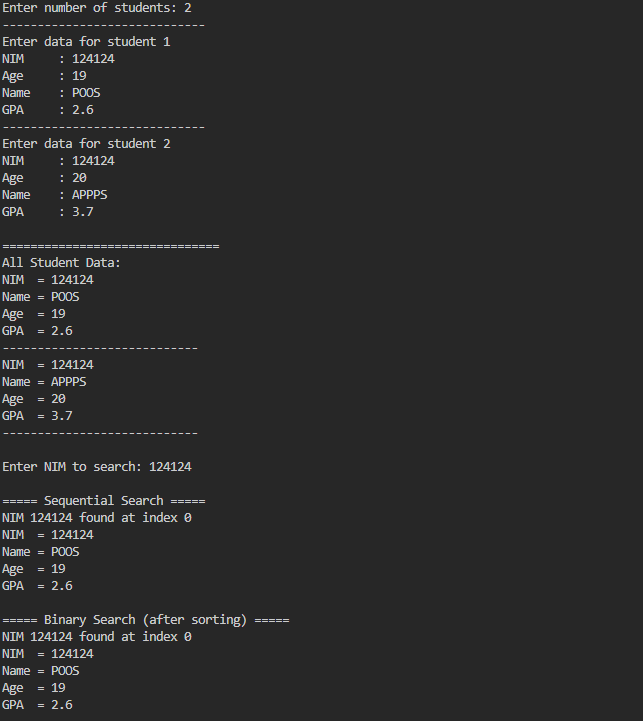 Enter number of students: 2
-----------------------------
Enter data for student 1
NIM     : 124124
Age     : 19
Name    : POOS
GPA     : 2.6
-----------------------------
Enter data for student 2
NIM     : 124124
Age     : 20
Name    : APPPS
GPA     : 3.7

===============================
All Student Data:
NIM  = 124124
Name = POOS
Age  = 19
GPA  = 2.6
----------------------------
NIM  = 124124
Name = APPPS
Age  = 20
GPA  = 3.7
----------------------------

Enter NIM to search: 124124

===== Sequential Search =====
NIM 124124 found at index 0
NIM  = 124124
Name = POOS
Age  = 19
GPA  = 2.6

===== Binary Search (after sorting) =====
NIM 124124 found at index 0
NIM  = 124124
Name = POOS
Age  = 19
GPA  = 2.6